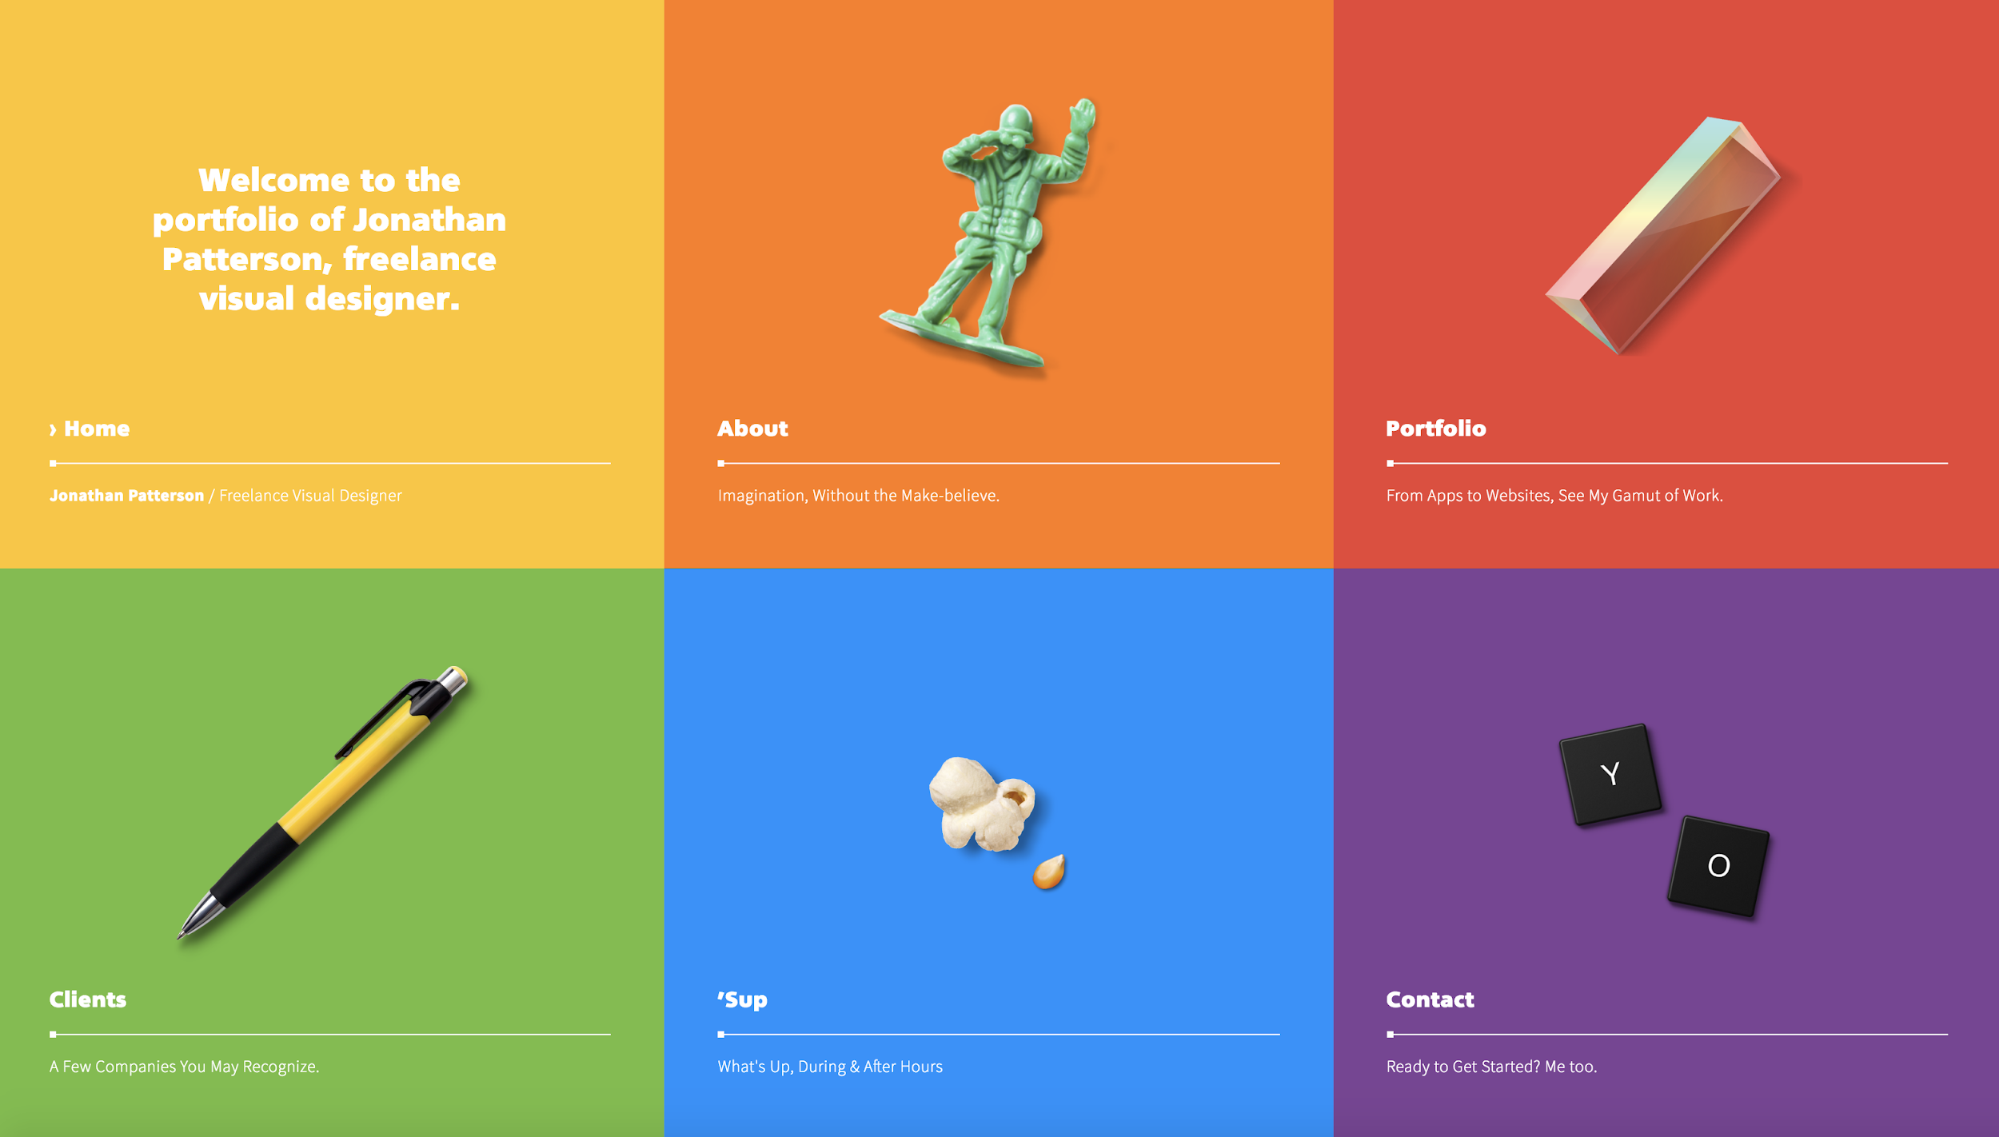 Welcome to the
portfolio of Jonathan
Patterson, freelance
visual designer.
› Home
Jonathan Patterson / Freelance Visual Designer
About
Imagination, Without the Make-believe.
Portfolio
From Apps to Websites, See My Gamut of Work.
Clients
A Few Companies You May Recognize.
’Sup
What's Up, During & After Hours
Y
O
Contact
Ready to Get Started? Me too.